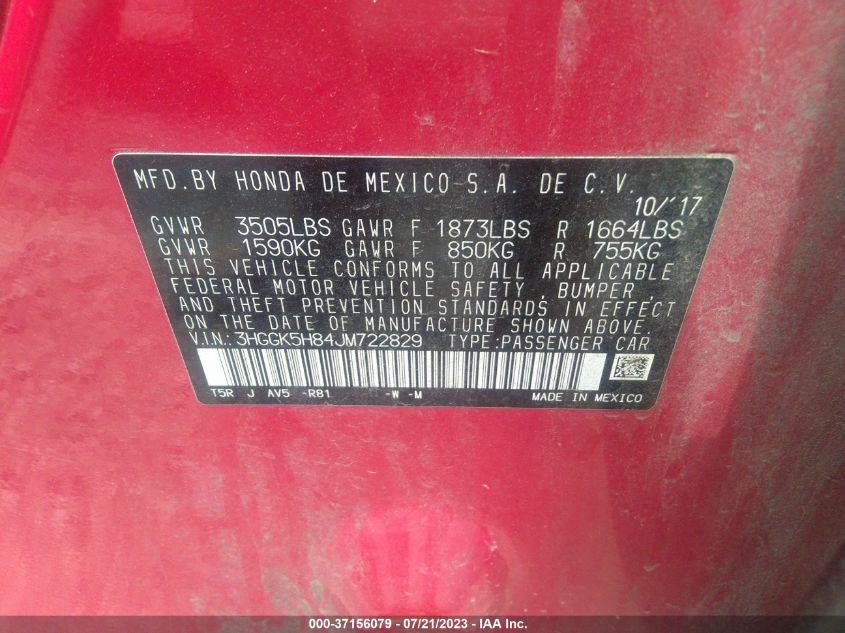 MFD.BY HONDA DE MEXICO S.A. DE C.V.
10/'17
GVWR 3505LBS GAWR F 1873LBS R 1664LBS
GVWR 1590KG GAWR F 850KG R 755KG
THIS VEHICLE CONFORMS TO ALL APPLICABLE
FEDERAL MOTOR VEHICLE SAFETY, BUMPER,
AND THEFT PREVENTION STANDARDS IN EFFECT
ON THE DATE OF MANUFACTURE SHOWN ABOVE.
V.I.N.:3HGGK5H84JM722829 TYPE:PASSENGER CAR
T5R J AV5 -R81 -W -M MADE IN MEXICO
000-37156079 - 07/21/2023 - IAA Inc.